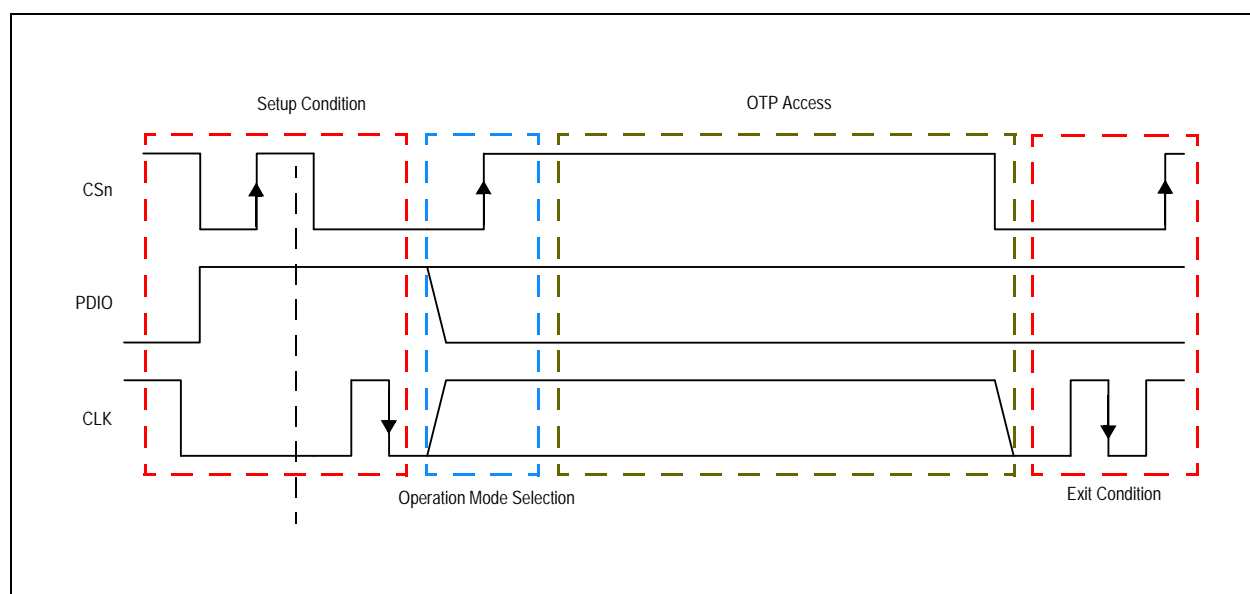 Setup Condition
OTP Access
CSn
PDIO
CLK
Operation Mode Selection
Exit Condition